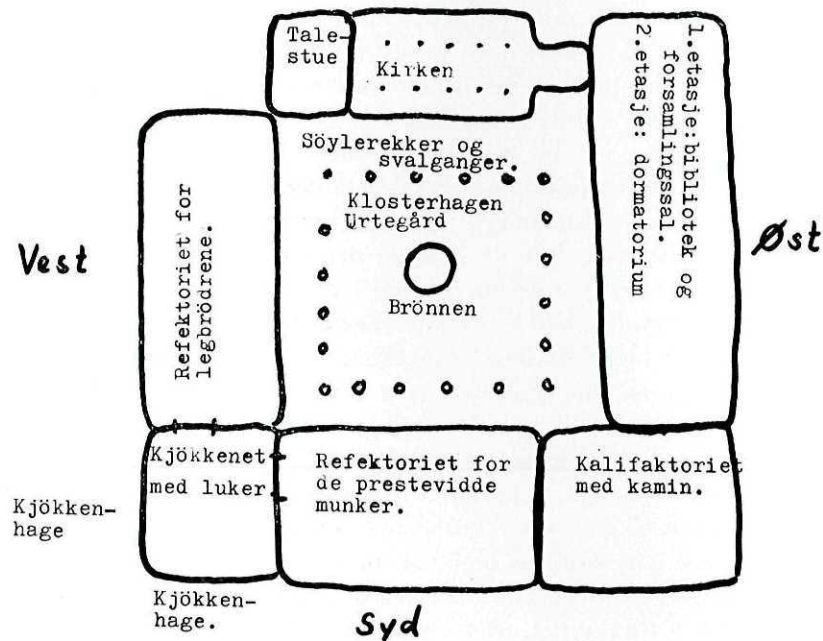 Tale-
stue
Kirken
1.etasje:bibliotek og
forsamlingssal.
2.etasje: dormatorium
Söylerekker og
svalganger.
Klosterhagen
Urtegård
Brönnen
Refektoriet for
legbrödrene.
Vest
Øst
Kjökkenet
med luker
Refektoriet for
de prestevidde
munker.
Kalifaktoriet
med kamin.
Kjökken-
hage
Kjökken-
hage.
Syd